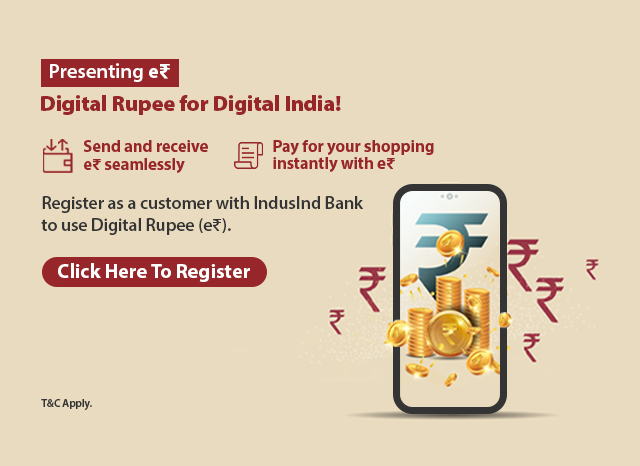 Presenting e₹
Digital Rupee for Digital India!
Send and receive
e₹ seamlessly
Pay for your shopping
instantly with e₹
Register as a customer with IndusInd Bank
to use Digital Rupee (e₹).
Click Here To Register
T&C Apply.